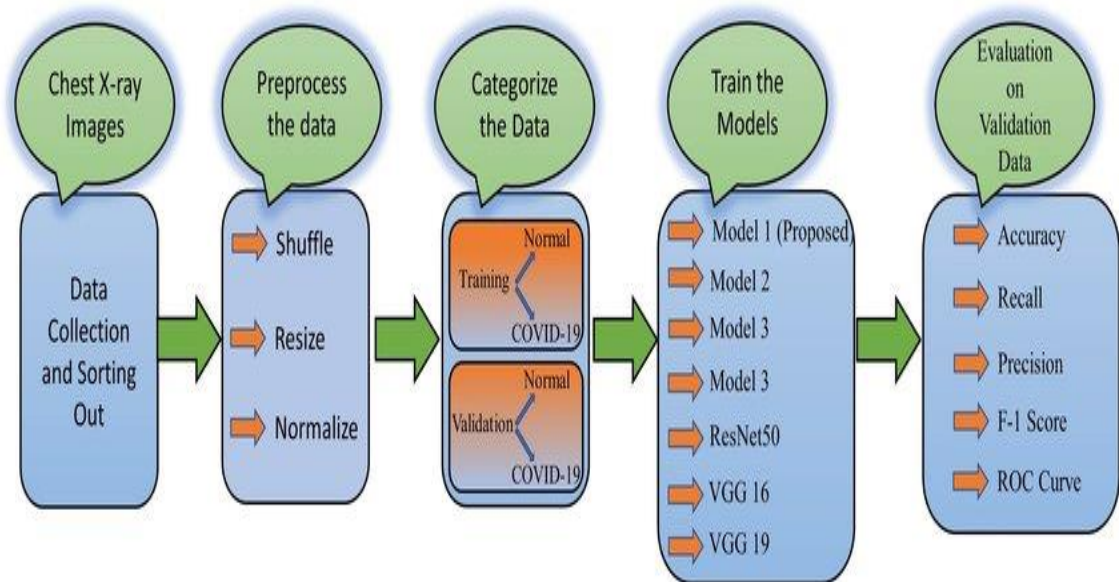 Chest X-ray
Images
Data
Collection
and Sorting
Out
Preprocess
the data
Shuffle
Resize
Normalize
Categorize
the Data
Normal
Training
COVID-19
Normal
Validation
COVID-19
Train the
Models
Model 1 (Proposed)
Model 2
Model 3
Model 3
ResNet50
VGG 16
VGG 19
Evaluation
on
Validation
Data
Accuracy
Recall
Precision
F-1 Score
ROC Curve